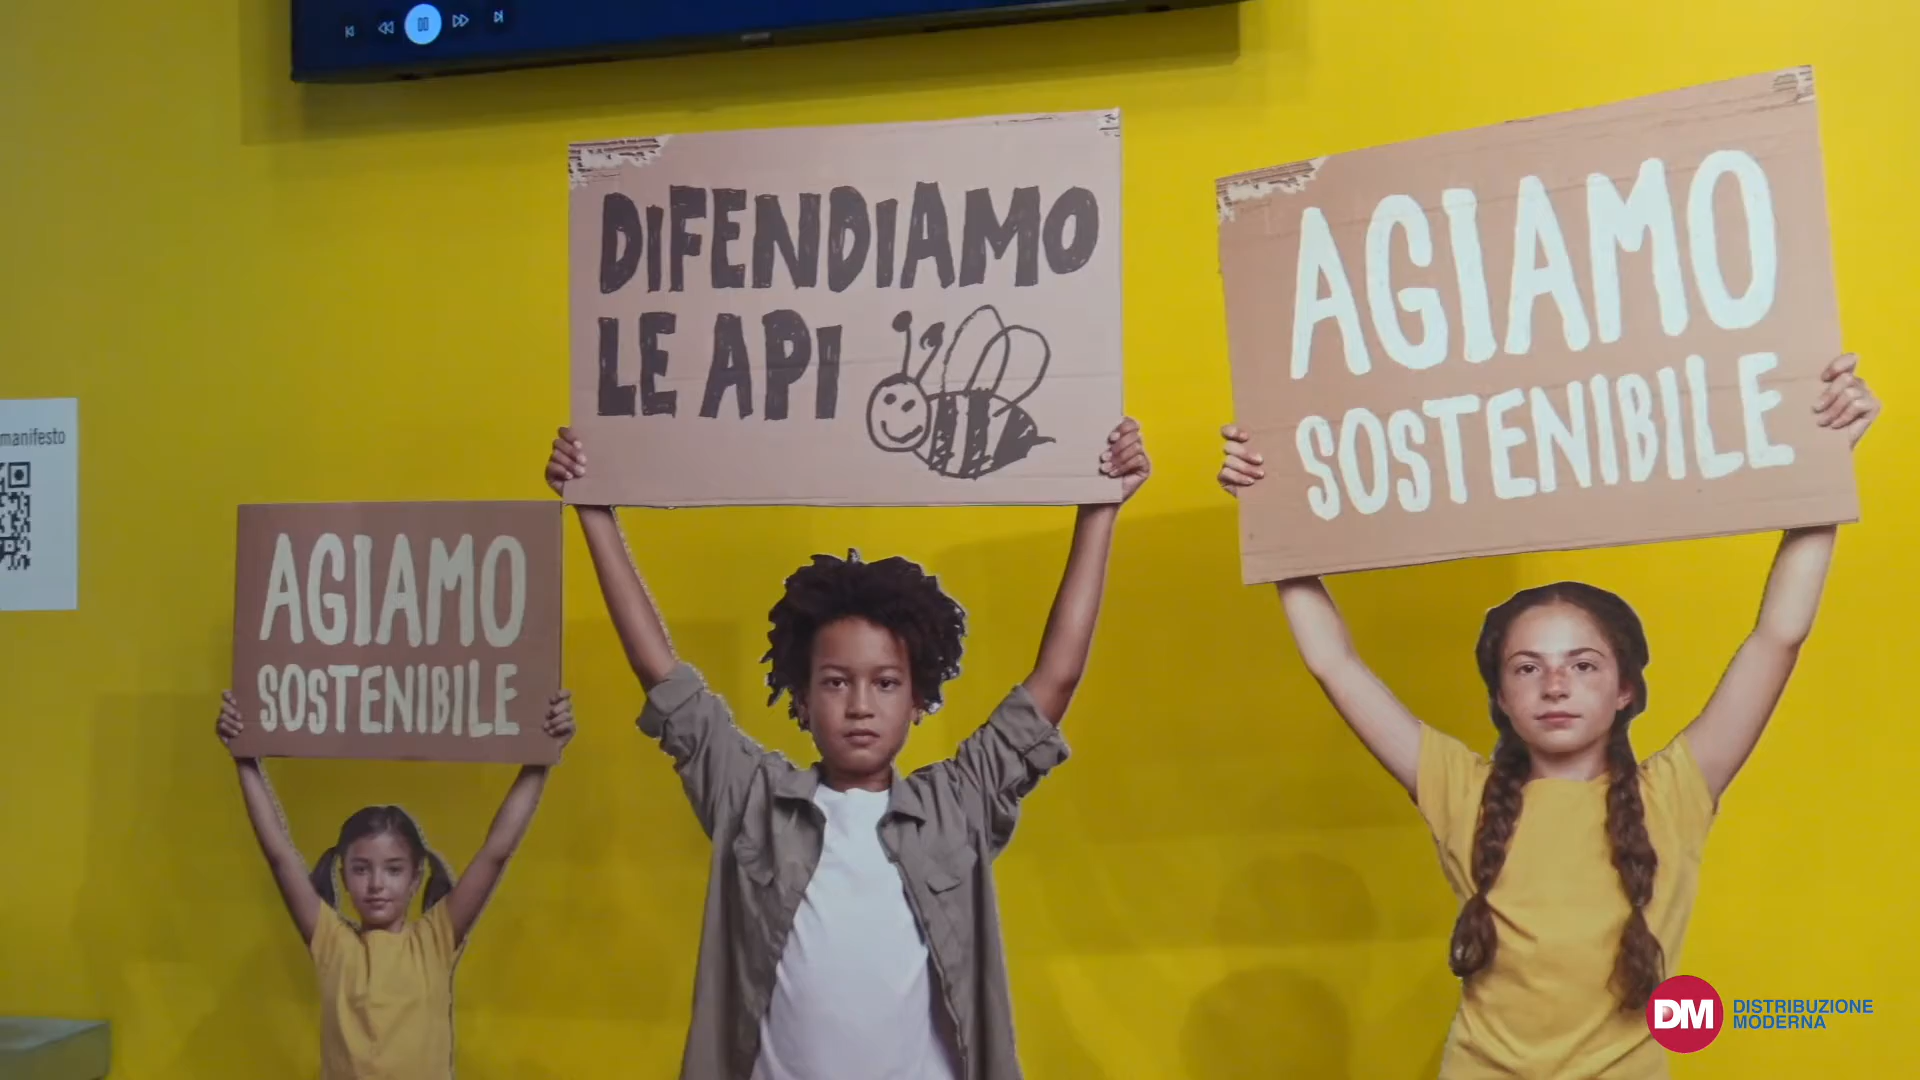 manifesto
DIFENDIAMO
LE API
AGIAMO
SOSTENIBILE
AGIAMO
SOSTENIBILE
DM
DISTRIBUZIONE
MODERNA